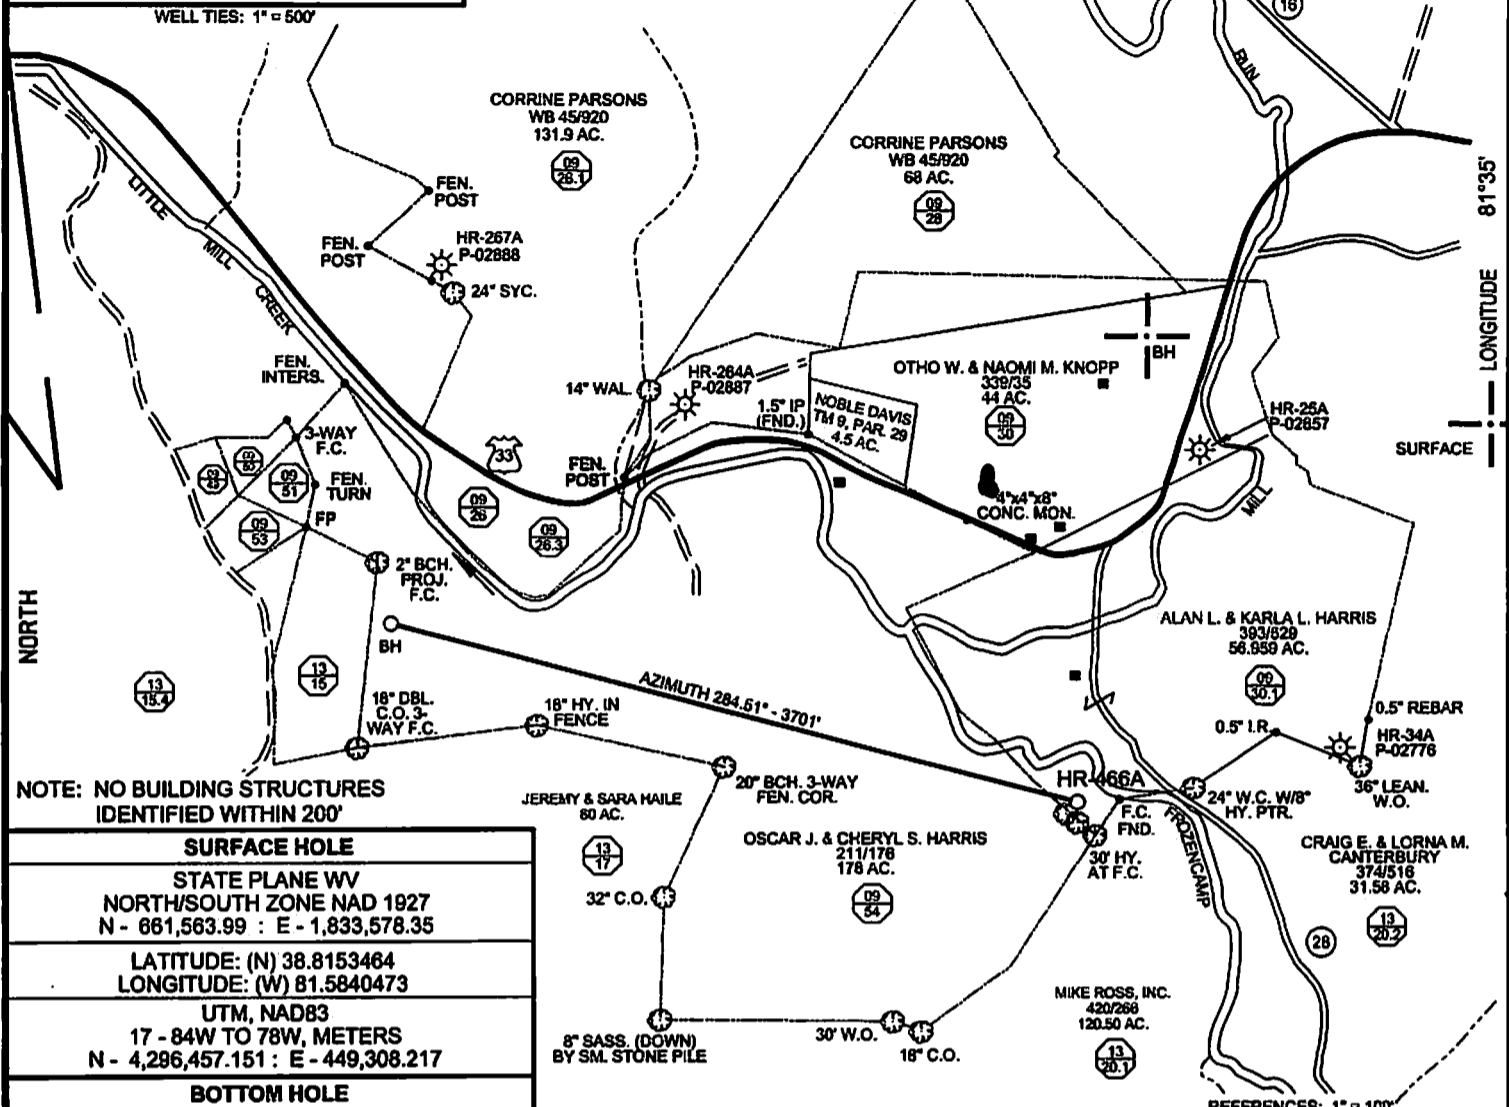 WELL TIES: 1" = 500'
16
RUN
CORRINE PARSONS
WB 45/920
131.9 AC.
09
26.1
CORRINE PARSONS
WB 45/920
68 AC.
09
28
81°35'
LONGITUDE
SURFACE
LITTLE
MILL
CREEK
FEN.
POST
FEN.
POST
HR-267A
P-02888
24" SYC.
FEN.
INTERS.
14" WAL.
HR-264A
P-02887
1.5" IP
(FND.)
NOBLE DAVIS
TM 9, PAR. 29
4.5 AC.
OTHO W. & NAOMI M. KNOPP
339/35
44 AC.
09
30
BH
HR-25A
P-02857
33
3-WAY
F.C.
FEN.
TURN
09
51
FP
09
53
09
26
09
26.3
FEN.
POST
4"x4"x8"
CONC. MON.
MILL
2" BCH.
PROJ.
F.C.
NORTH
BH
13
15.4
13
15
18" DBL.
C.O. 3-
WAY F.C.
18" HY. IN
FENCE
AZIMUTH 284.51° - 3701'
ALAN L. & KARLA L. HARRIS
393/629
56.959 AC.
09
30.1
0.5" REBAR
0.5" I.R.
HR-34A
P-02776
36" LEAN.
W.O.
HR-466A
F.C.
FND.
24" W.C. W/8"
HY. PTR.
20" BCH. 3-WAY
FEN. COR.
NOTE: NO BUILDING STRUCTURES
IDENTIFIED WITHIN 200'
JEREMY & SARA HAILE
60 AC.
13
17
OSCAR J. & CHERYL S. HARRIS
211/176
178 AC.
09
54
30' HY.
AT F.C.
FROZENCAMP
CRAIG E. & LORNA M.
CANTERBURY
374/516
31.58 AC.
13
20.2
28
32" C.O.
8" SASS. (DOWN)
BY SM. STONE PILE
30' W.O.
18" C.O.
MIKE ROSS, INC.
420/266
120.50 AC.
13
20.1
SURFACE HOLE
STATE PLANE WV
NORTH/SOUTH ZONE NAD 1927
N - 661,563.99 : E - 1,833,578.35
LATITUDE: (N) 38.8153464
LONGITUDE: (W) 81.5840473
UTM, NAD83
17 - 84W TO 78W, METERS
N - 4,296,457.151 : E - 449,308.217
BOTTOM HOLE
REFERENCES: 1" = 100'